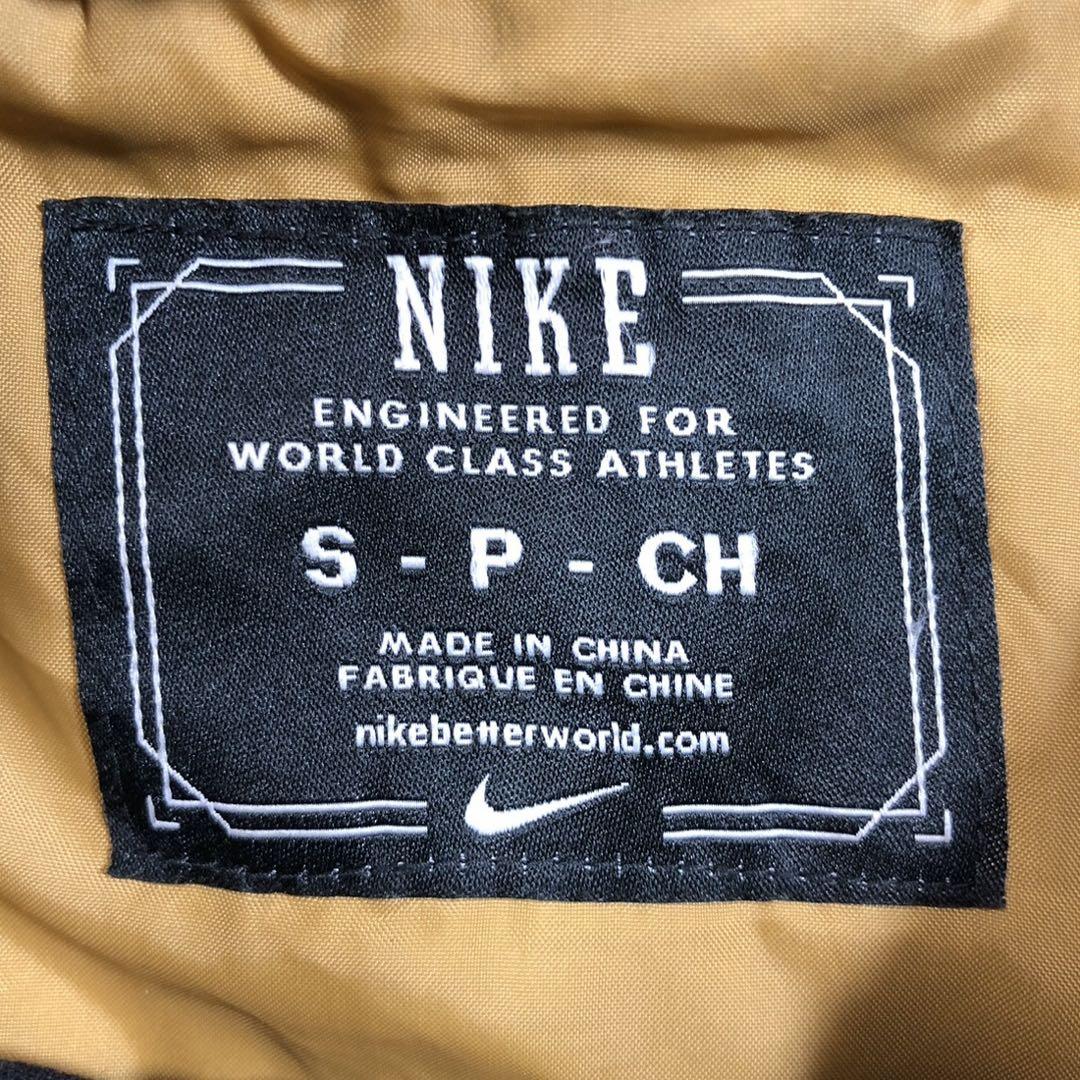 NIKE
ENGINEERED FOR
WORLD CLASS ATHLETES
S - P - CH
MADE IN CHINA
FABRIQUE EN CHINE
nikebetterworld.com